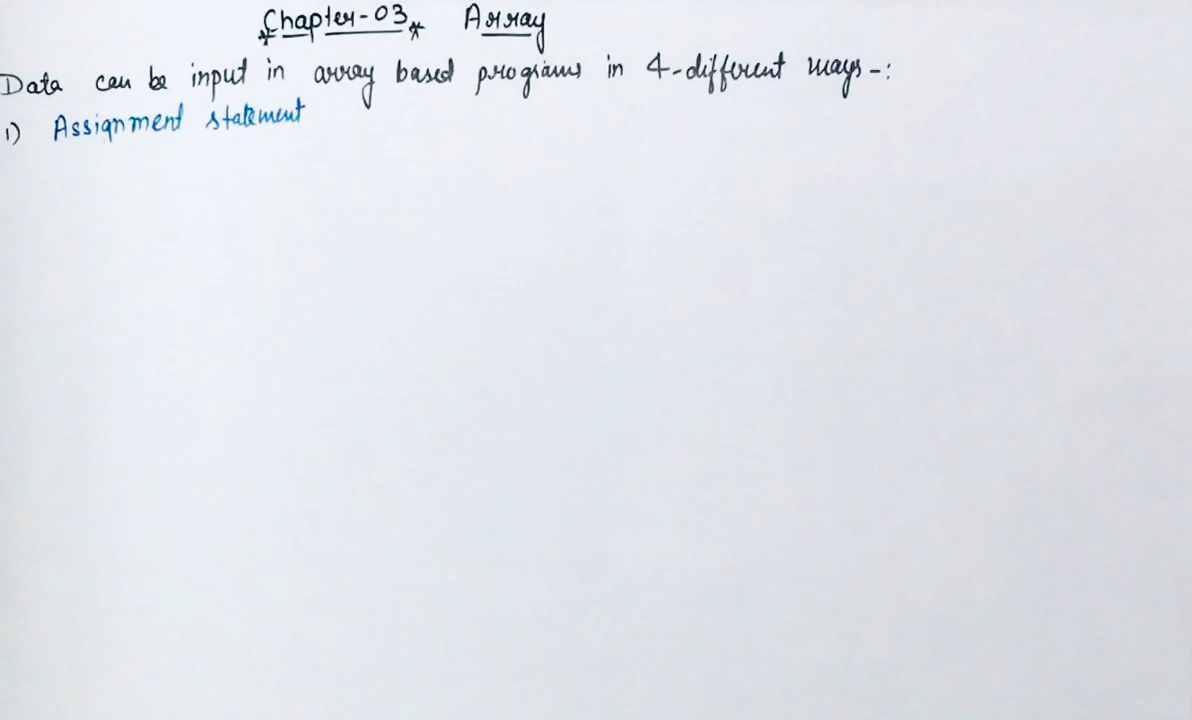 Chapter-03 Array
Data can be input in array based programs in 4-different ways-:
1) Assignment statement